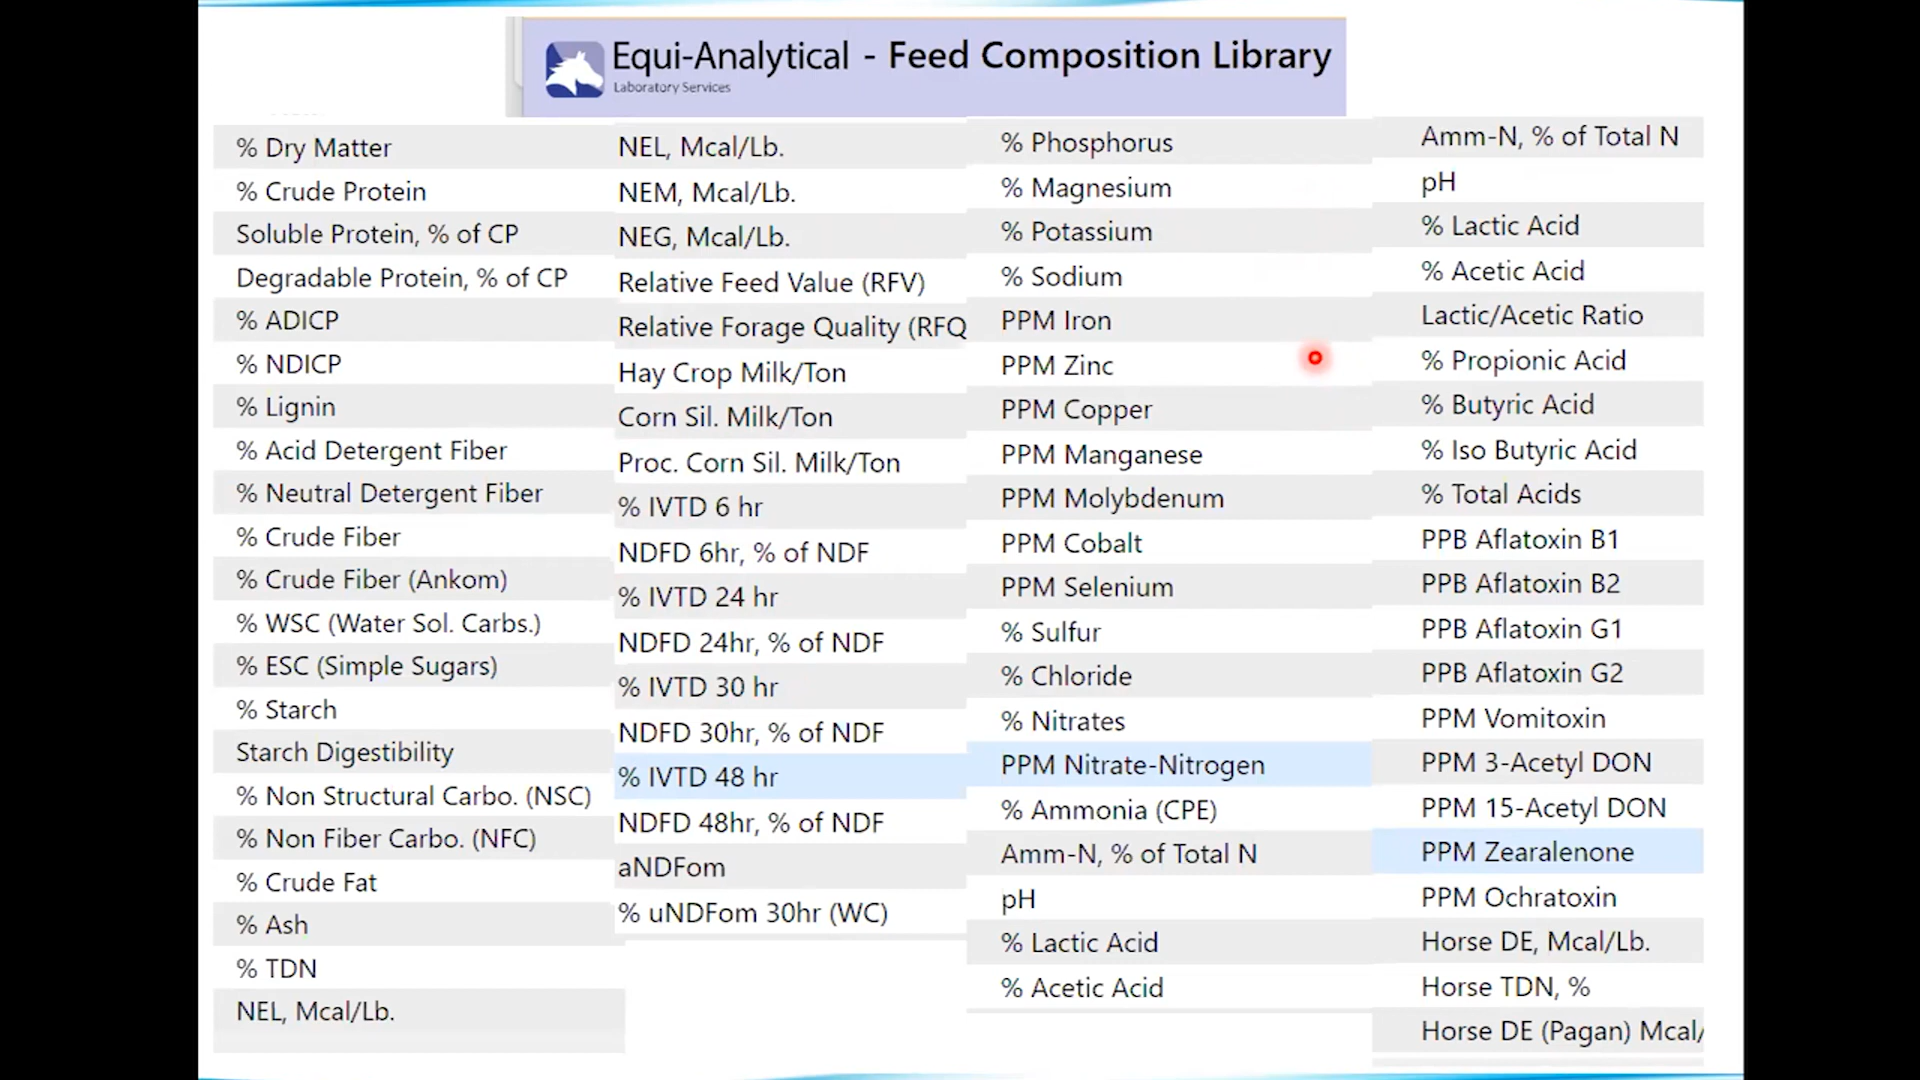 Equi-Analytical - Feed Composition Library
Laboratory Services
% Dry Matter
% Crude Protein
Soluble Protein, % of CP
Degradable Protein, % of CP
% ADICP
% NDICP
% Lignin
% Acid Detergent Fiber
% Neutral Detergent Fiber
% Crude Fiber
% Crude Fiber (Ankom)
% WSC (Water Sol. Carbs.)
% ESC (Simple Sugars)
% Starch
Starch Digestibility
% Non Structural Carbo. (NSC)
% Non Fiber Carbo. (NFC)
% Crude Fat
% Ash
% TDN
NEL, Mcal/Lb.
NEL, Mcal/Lb.
NEM, Mcal/Lb.
NEG, Mcal/Lb.
Relative Feed Value (RFV)
Relative Forage Quality (RFQ
Hay Crop Milk/Ton
Corn Sil. Milk/Ton
Proc. Corn Sil. Milk/Ton
% IVTD 6 hr
NDFD 6hr, % of NDF
% IVTD 24 hr
NDFD 24hr, % of NDF
% IVTD 30 hr
NDFD 30hr, % of NDF
% IVTD 48 hr
NDFD 48hr, % of NDF
aNDFom
% uNDFom 30hr (WC)
% Phosphorus
% Magnesium
% Potassium
% Sodium
PPM Iron
PPM Zinc
PPM Copper
PPM Manganese
PPM Molybdenum
PPM Cobalt
PPM Selenium
% Sulfur
% Chloride
% Nitrates
PPM Nitrate-Nitrogen
% Ammonia (CPE)
Amm-N, % of Total N
pH
% Lactic Acid
% Acetic Acid
Amm-N, % of Total N
pH
% Lactic Acid
% Acetic Acid
Lactic/Acetic Ratio
% Propionic Acid
% Butyric Acid
% Iso Butyric Acid
% Total Acids
PPB Aflatoxin B1
PPB Aflatoxin B2
PPB Aflatoxin G1
PPB Aflatoxin G2
PPM Vomitoxin
PPM 3-Acetyl DON
PPM 15-Acetyl DON
PPM Zearalenone
PPM Ochratoxin
Horse DE, Mcal/Lb.
Horse TDN, %
Horse DE (Pagan) Mcal/